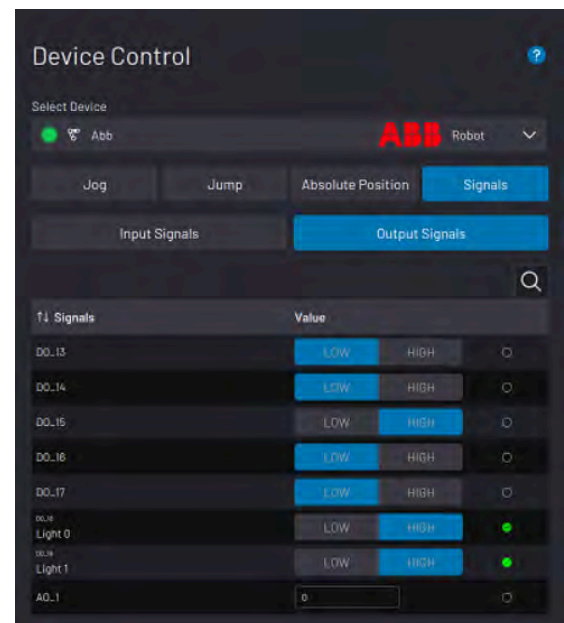 Device Control
?
Select Device
Abb ABB Robot
Jog Jump Absolute Position Signals
Input Signals Output Signals
↑↓ Signals Value
DO_13 LOW HIGH
DO_14 LOW HIGH
DO_15 LOW HIGH
DO_16 LOW HIGH
DO_17 LOW HIGH
DO_18
Light 0 LOW HIGH
DO_19
Light 1 LOW HIGH
AO_1 0